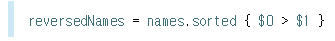 reversedNames = names.sorted { $0 > $1 }